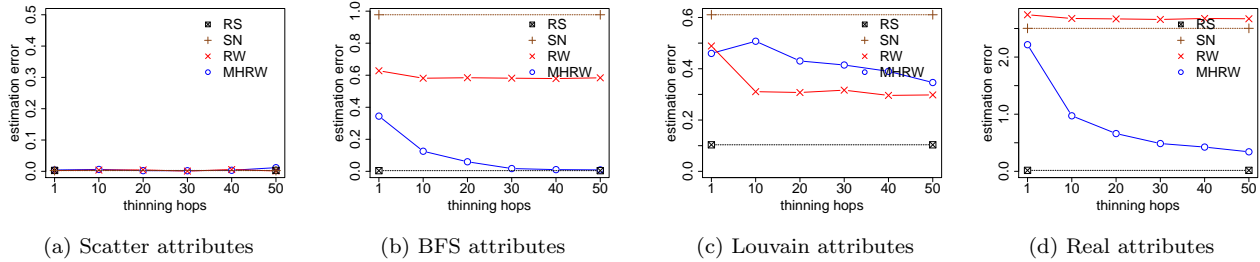 estimation error
0.5
0.4
0.3
0.2
0.1
0.0
RS
SN
RW
MHRW
1 10 20 30 40 50
thinning hops
(a) Scatter attributes
estimation error
1.0
0.8
0.6
0.4
0.2
0.0
RS
SN
RW
MHRW
1 10 20 30 40 50
thinning hops
(b) BFS attributes
estimation error
0.6
0.4
0.2
0.0
RS
SN
RW
MHRW
1 10 20 30 40 50
thinning hops
(c) Louvain attributes
estimation error
2.0
1.0
0.0
RS
SN
RW
MHRW
1 10 20 30 40 50
thinning hops
(d) Real attributes